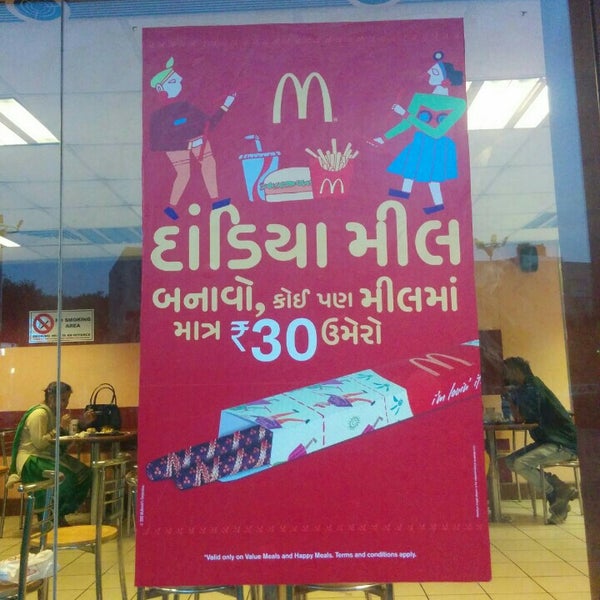 દાંડિયા મીલ
બનાવો, કોઈ પણ મીલમાં
માત્ર ₹30 ઉમેરો
i'm lovin' it
NO SMOKING
AREA
*Valid only on Value Meals and Happy Meals. Terms and conditions apply.